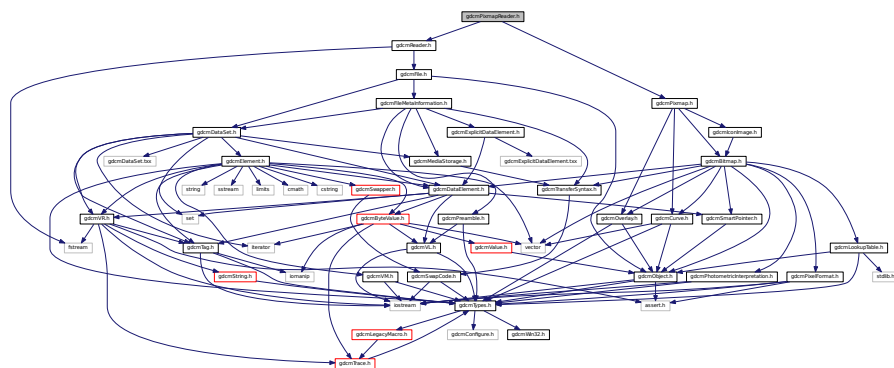 gdcmPixmapReader.h
gdcmReader.h
gdcmFile.h
gdcmFileMetaInformation.h
gdcmPixmap.h
gdcmDataSet.h
gdcmExplicitDataElement.h
gdcmIconImage.h
gdcmDataSet.txx
gdcmElement.h
gdcmMediaStorage.h
gdcmExplicitDataElement.txx
gdcmBitmap.h
string
sstream
limits
cmath
cstring
gdcmSwapper.h
gdcmDataElement.h
gdcmTransferSyntax.h
gdcmVR.h
set
gdcmByteValue.h
gdcmPreamble.h
gdcmOverlay.h
gdcmCurve.h
gdcmSmartPointer.h
fstream
gdcmTag.h
iterator
gdcmVL.h
gdcmValue.h
vector
gdcmLookupTable.h
gdcmString.h
iomanip
gdcmVM.h
gdcmSwapCode.h
gdcmObject.h
gdcmPhotometricInterpretation.h
gdcmPixelFormat.h
stdlib.h
iostream
gdcmTypes.h
assert.h
gdcmLegacyMacro.h
gdcmConfigure.h
gdcmWin32.h
gdcmTrace.h